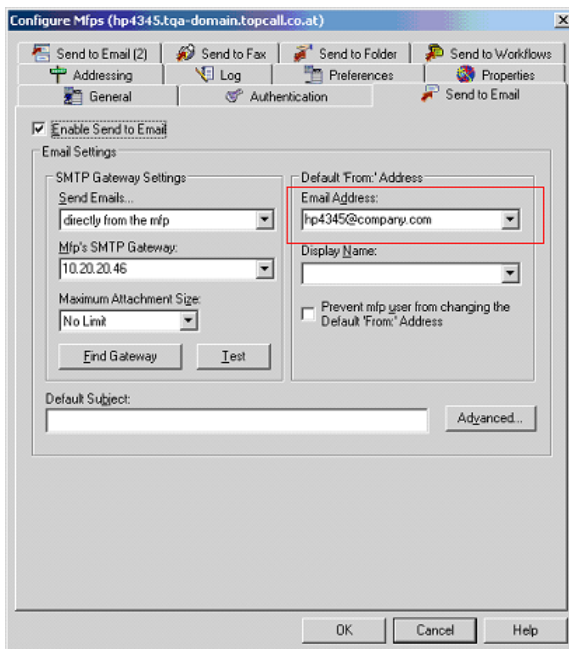 Configure Mfps (hp4345.tqa-domain.topcall.co.at)
Send to Email (2) Send to Fax Send to Folder Send to Workflows
Addressing Log Preferences Properties
General Authentication Send to Email
Enable Send to Email
Email Settings
SMTP Gateway Settings
Send Emails...
directly from the mfp
Mfp's SMTP Gateway:
10.20.20.46
Maximum Attachment Size:
No Limit
Find Gateway Test
Default 'From:' Address
Email Address:
hp4345@company.com
Display Name:
Prevent mfp user from changing the
Default 'From:' Address
Default Subject:
Advanced...
OK Cancel Help